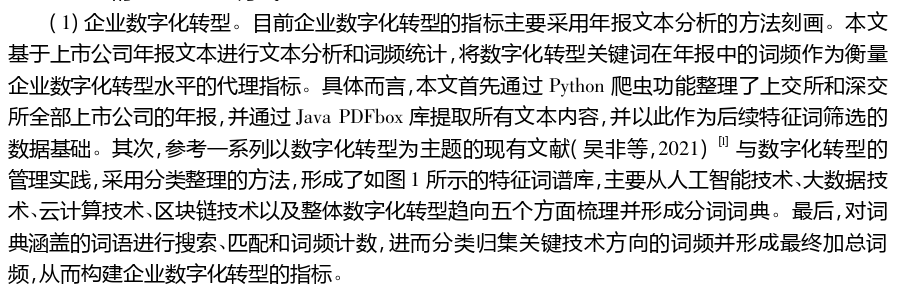 (1)企业数字化转型。目前企业数字化转型的指标主要采用年报文本分析的方法刻画。本文
基于上市公司年报文本进行文本分析和词频统计,将数字化转型关键词在年报中的词频作为衡量
企业数字化转型水平的代理指标。具体而言,本文首先通过 Python 爬虫功能整理了上交所和深交
所全部上市公司的年报,并通过 Java PDFbox 库提取所有文本内容,并以此作为后续特征词筛选的
数据基础。其次,参考一系列以数字化转型为主题的现有文献(吴非等,2021)[1]与数字化转型的
管理实践,采用分类整理的方法,形成了如图 1 所示的特征词谱库,主要从人工智能技术、大数据技
术、云计算技术、区块链技术以及整体数字化转型趋向五个方面梳理并形成分词词典。最后,对词
典涵盖的词语进行搜索、匹配和词频计数,进而分类归集关键技术方向的词频并形成最终加总词
频,从而构建企业数字化转型的指标。